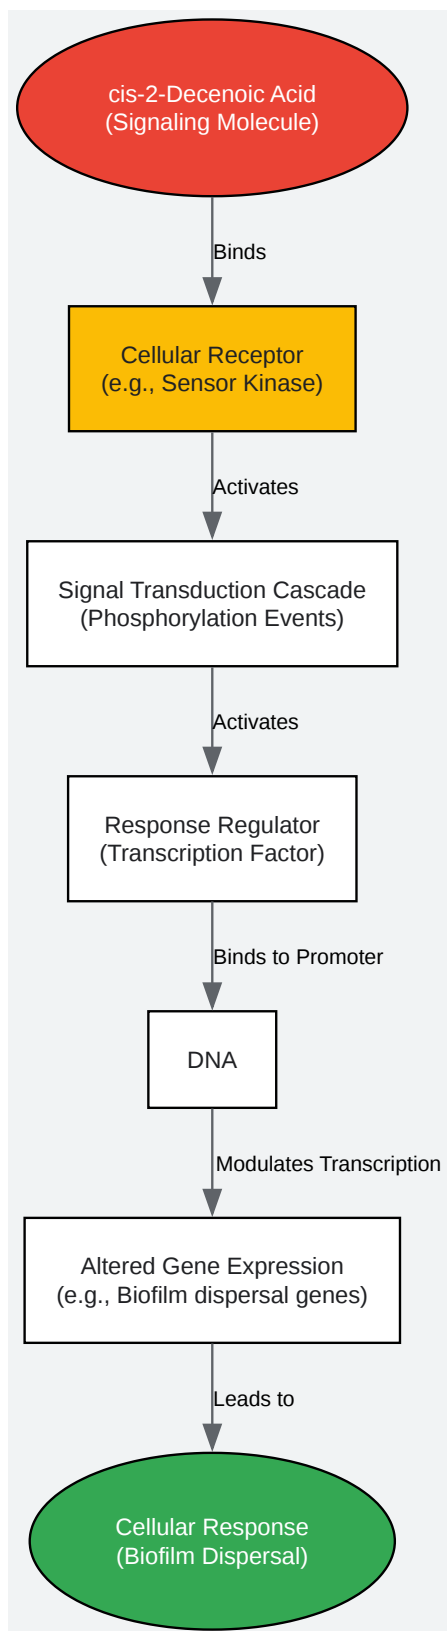 cis-2-Decenoic Acid
(Signaling Molecule)
Binds
Cellular Receptor
(e.g., Sensor Kinase)
Activates
Signal Transduction Cascade
(Phosphorylation Events)
Activates
Response Regulator
(Transcription Factor)
Binds to Promoter
DNA
Modulates Transcription
Altered Gene Expression
(e.g., Biofilm dispersal genes)
Leads to
Cellular Response
(Biofilm Dispersal)